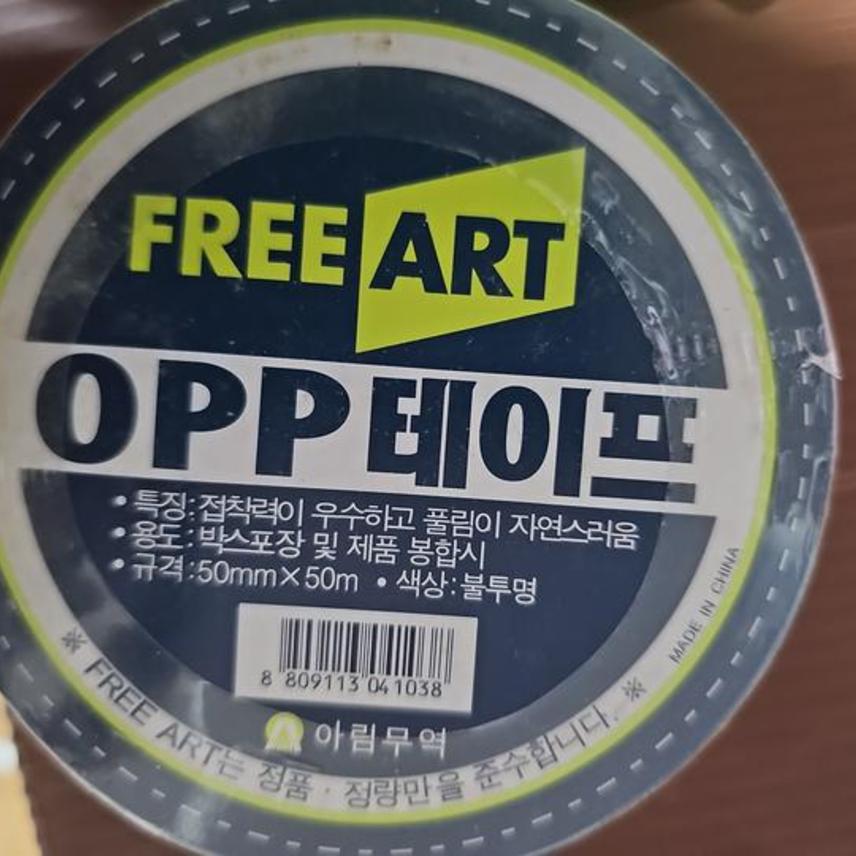 FREE ART
OPP 테이프
• 특징:접착력이 우수하고 풀림이 자연스러움
• 용도:박스포장 및 제품 봉합시
• 규격:50mm×50m • 색상:불투명
8 809113 041038
아림무역
※ FREE ART는 정품·정량만을 준수합니다. ※
MADE IN CHINA